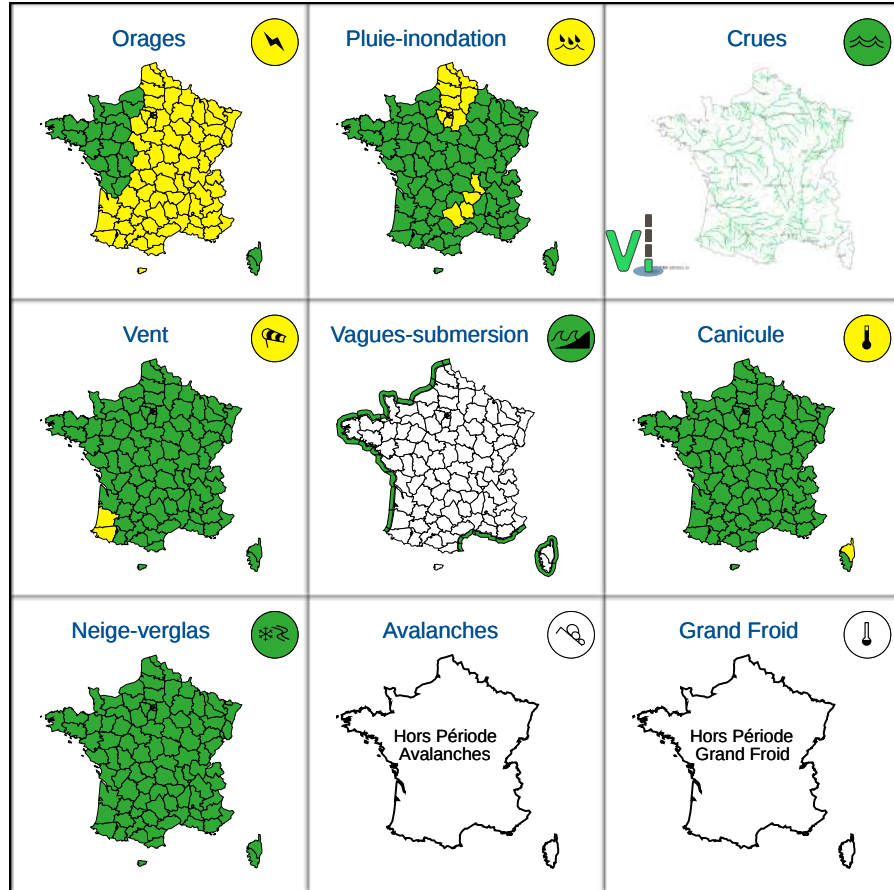 Orages
Pluie-inondation
Crues
Vi
Vent
Vagues-submersion
Canicule
Neige-verglas
Avalanches
Grand Froid
Hors Période
Avalanches
Hors Période
Grand Froid